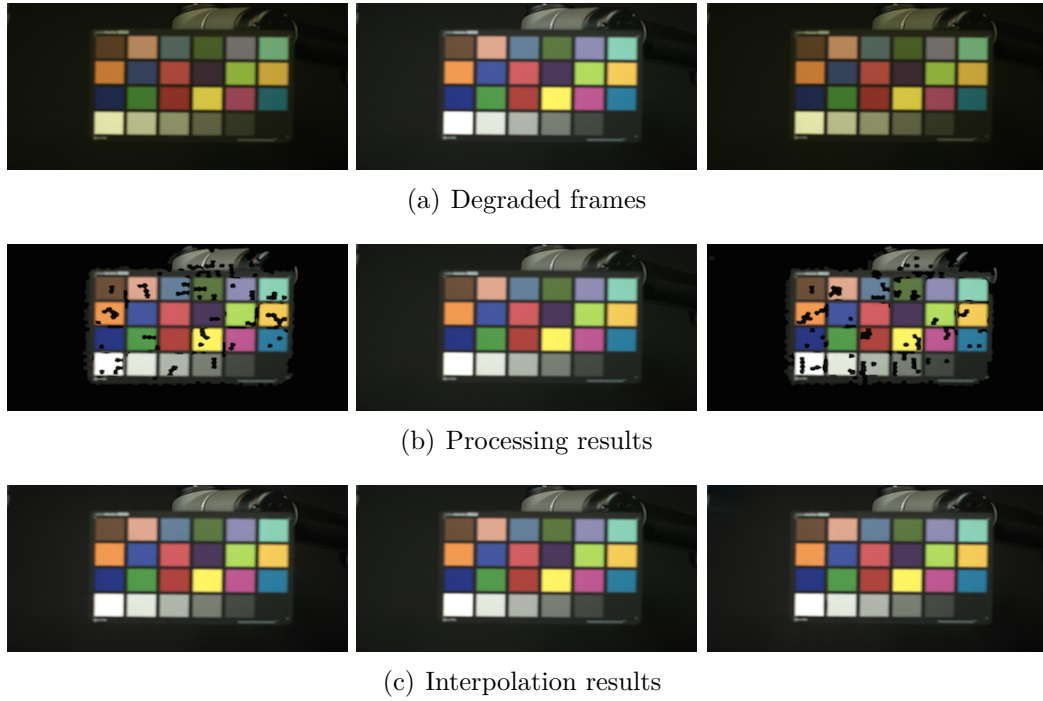 (a) Degraded frames
(b) Processing results
(c) Interpolation results